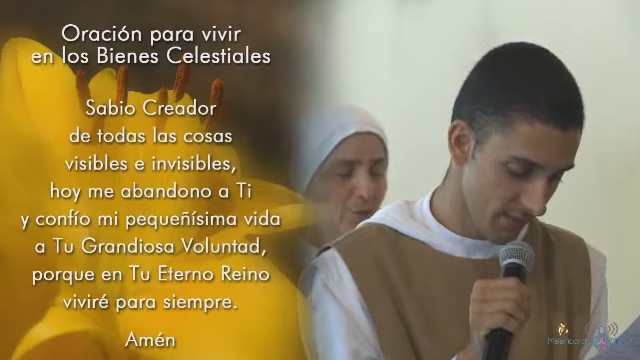 Oración para vivir
en los Bienes Celestiales
Sabio Creador
de todas las cosas
visibles e invisibles,
hoy me abandono a Ti
y confío mi pequeñísima vida
a Tu Grandiosa Voluntad,
porque en Tu Eterno Reino
viviré para siempre.
Amén